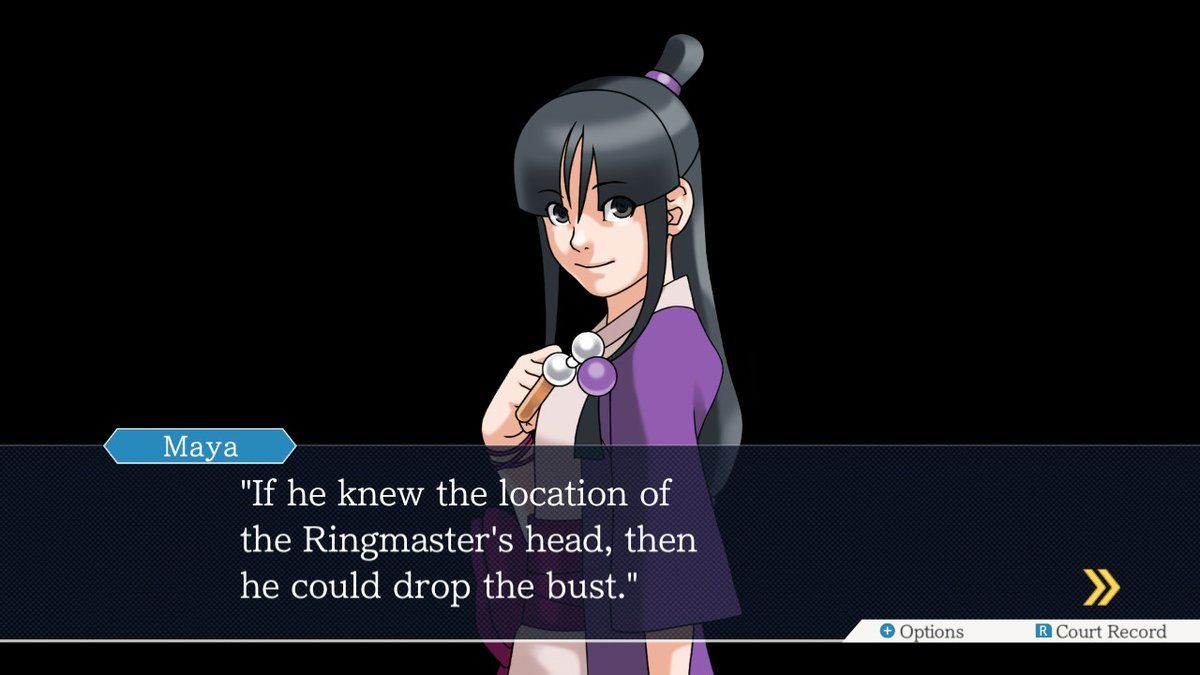 Maya
"If he knew the location of
the Ringmaster's head, then
he could drop the bust."
+ Options
R Court Record